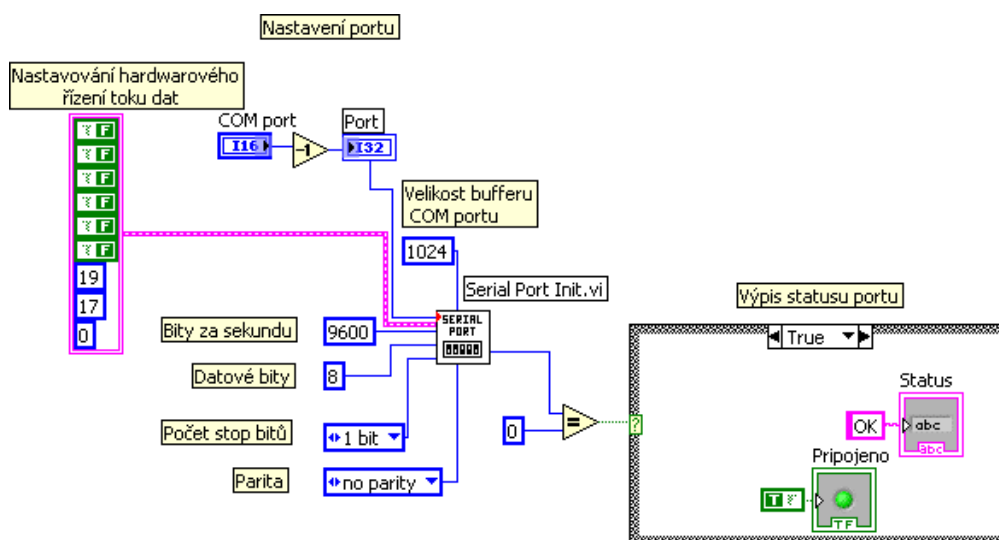 Nastavení portu
Nastavování hardwarového
řízení toku dat
F
F
F
F
F
F
19
17
0
COM port
I16
-1
Port
I32
Velikost bufferu
COM portu
1024
Serial Port Init.vi
SERIAL
PORT
Bity za sekundu
9600
Datové bity
8
Počet stop bitů
1 bit
Parita
no parity
0
=
?
Výpis statusu portu
True
Status
OK
abc
abc
Pripojeno
T
TF